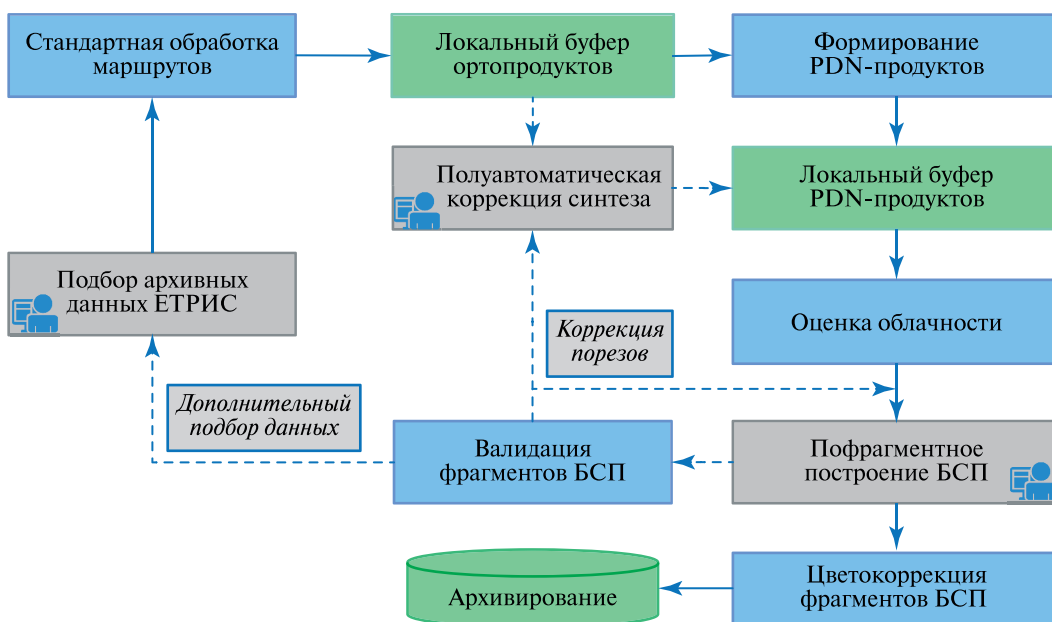 Стандартная обработка
маршрутов
Локальный буфер
ортопродуктов
Формирование
PDN-продуктов
Полуавтоматическая
коррекция синтеза
Локальный буфер
PDN-продуктов
Подбор архивных
данных ЕТРИС
Оценка облачности
Коррекция
порезов
Дополнительный
подбор данных
Валидация
фрагментов БСП
Пофрагментное
построение БСП
Архивирование
Цветокоррекция
фрагментов БСП